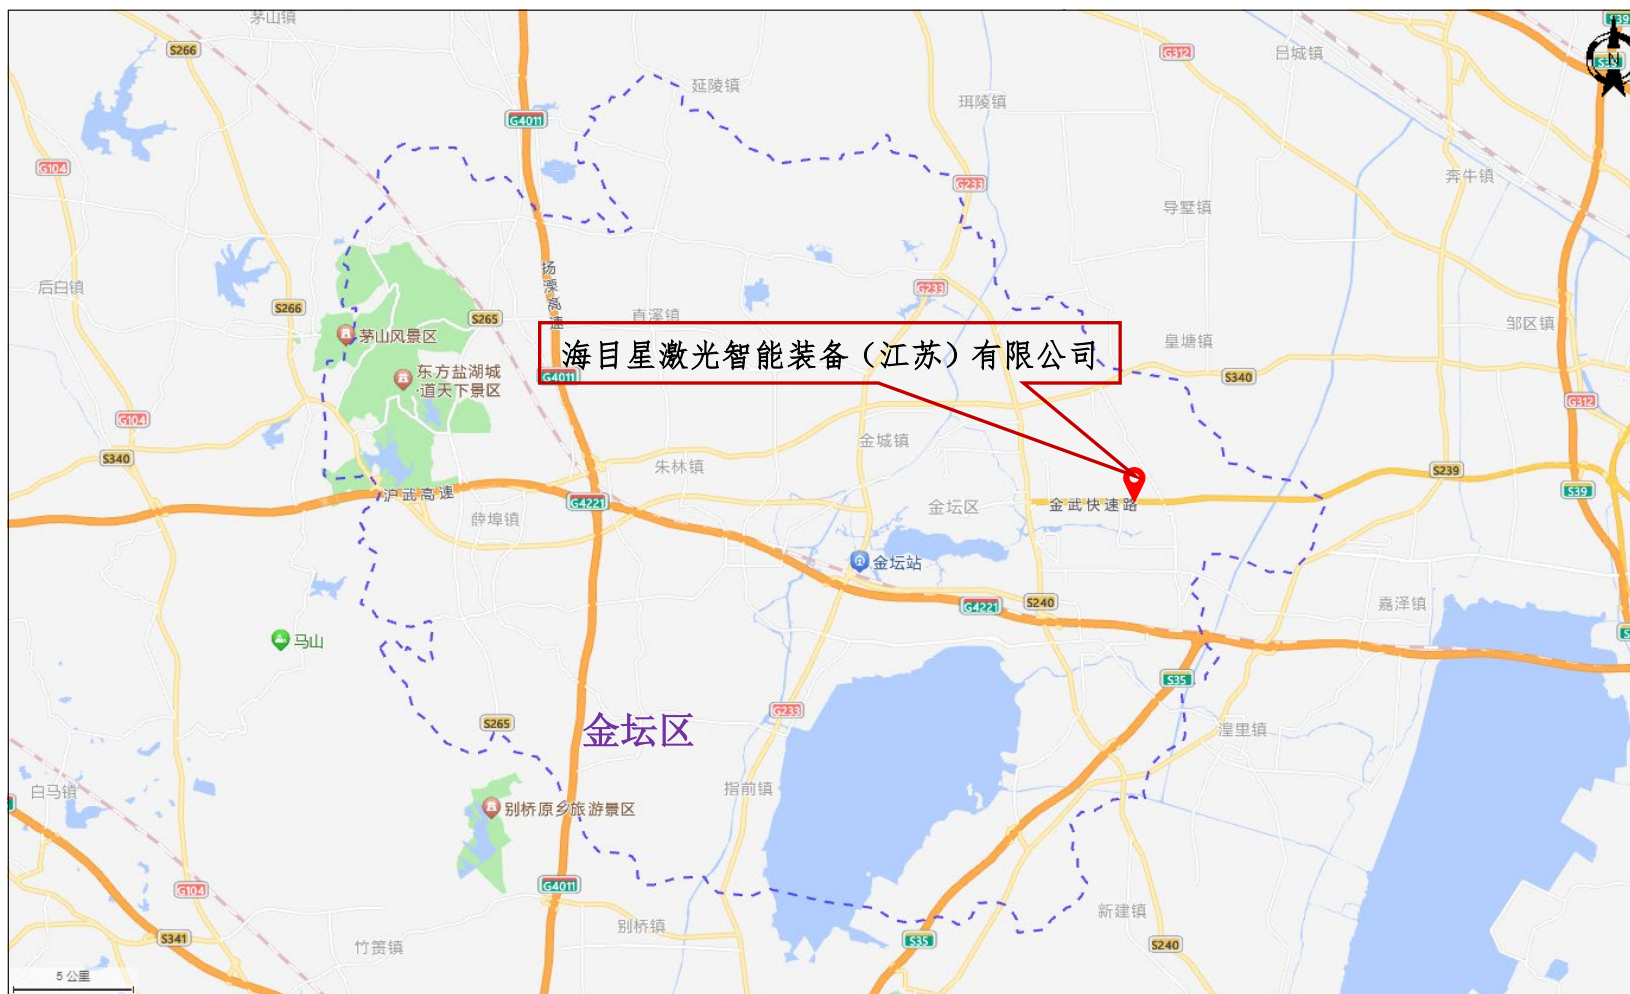 茅山镇
S266
G312
吕城镇
S39
N
S39
延陵镇
珥陵镇
G4011
G104
G233
奔牛镇
导墅镇
后白镇
扬溧高速
G233
S266
S265
直溪镇
邹区镇
茅山风景区
皇塘镇
海目星激光智能装备（江苏）有限公司
东方盐湖城
·道天下景区
G4011
S340
G312
G104
金城镇
S340
朱林镇
S239
沪武高速
S39
G4221
金坛区
金武快速路
薛埠镇
金坛站
G4221
S240
嘉泽镇
马山
S35
G233
S265
金坛区
湟里镇
指前镇
白马镇
别桥原乡旅游景区
G4011
G104
新建镇
别桥镇
S341
S35
S240
竹箦镇
5 公里